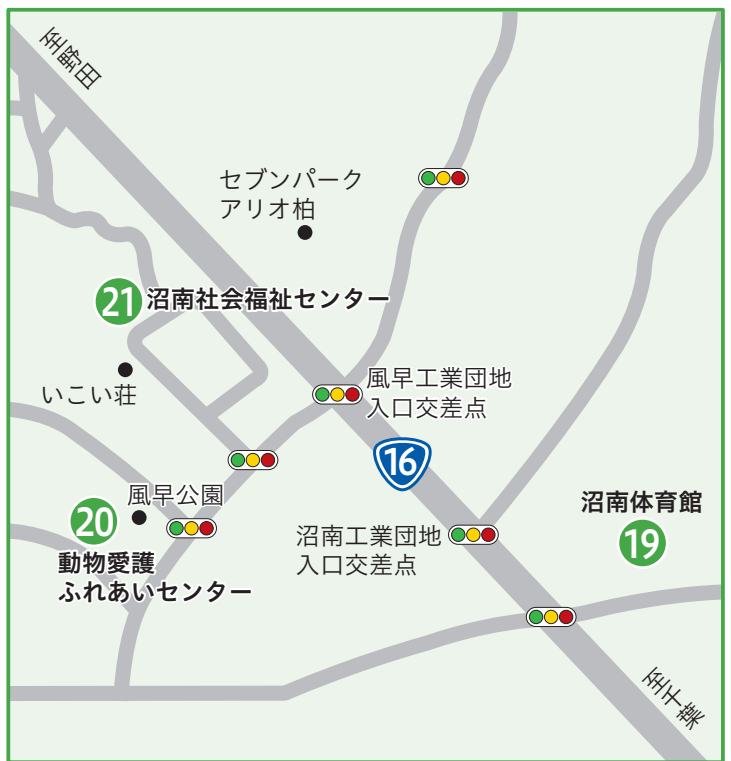 至野田
セブンパーク
アリオ柏
21 沼南社会福祉センター
いこい荘
風早工業団地
入口交差点
16
風早公園
20
動物愛護
ふれあいセンター
沼南工業団地
入口交差点
沼南体育館
19
至千葉